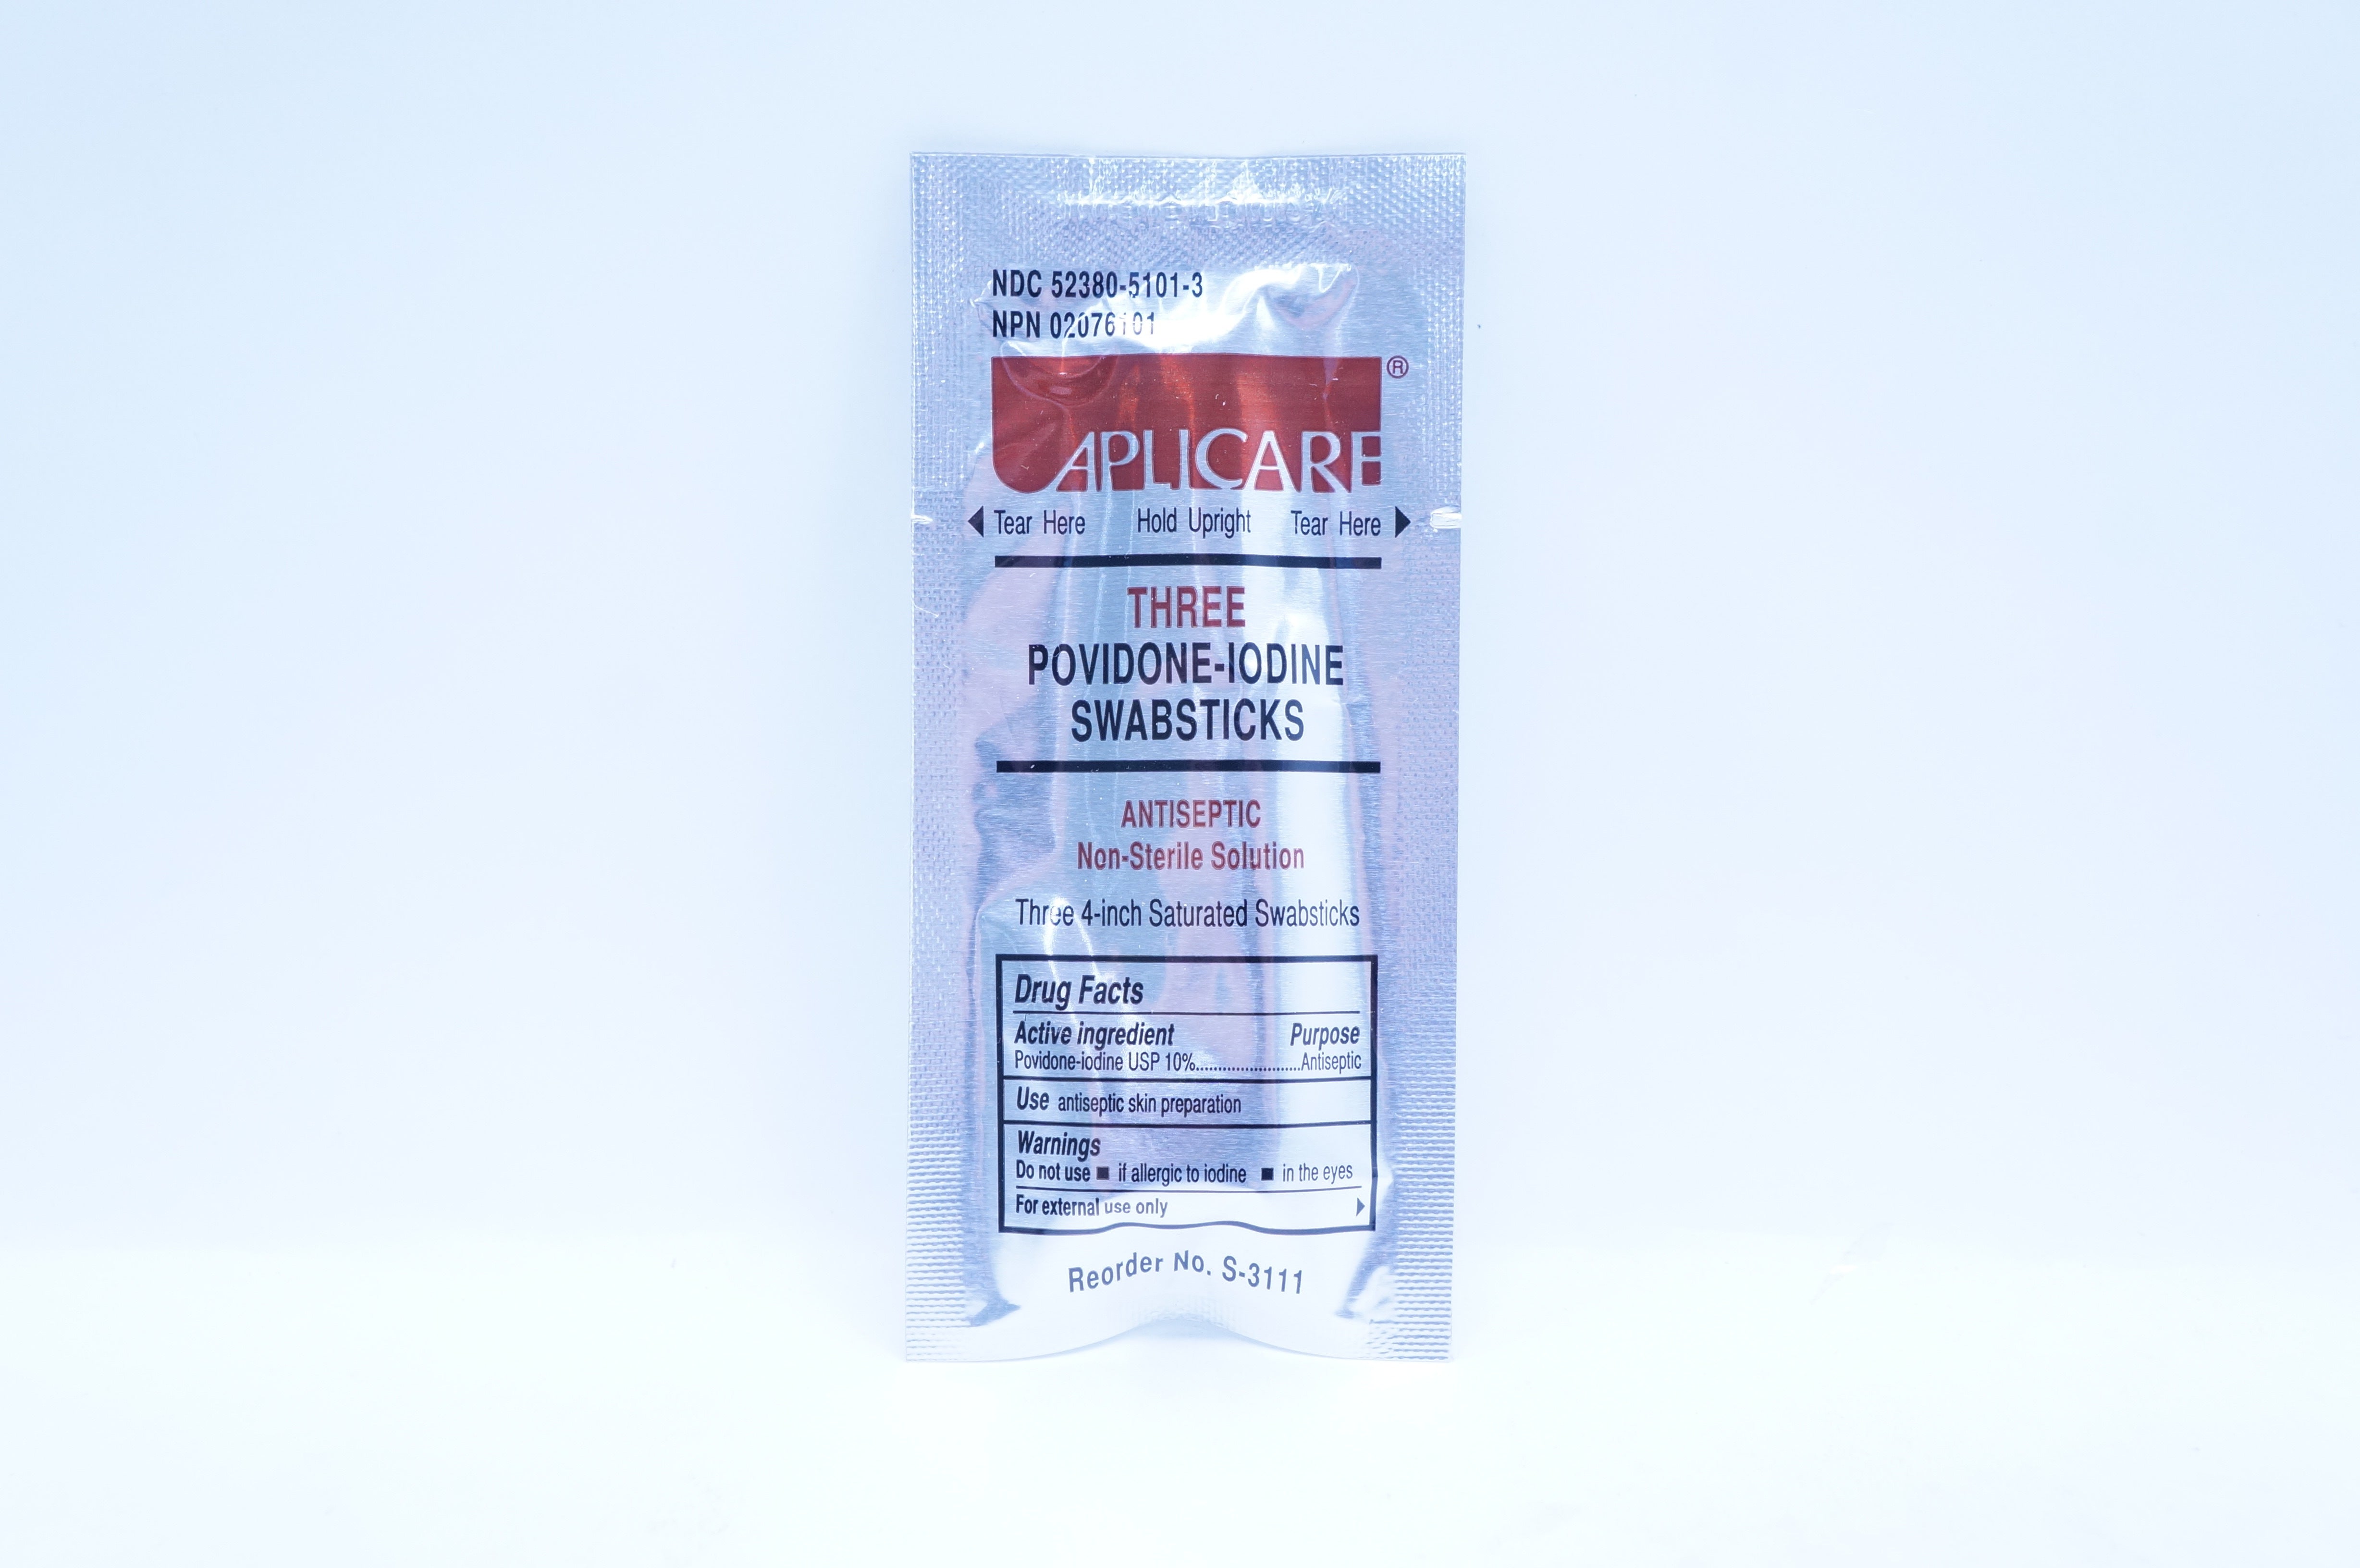 NDC 52380-5101-3
NPN 02076101
APLICARE®
◀ Tear Here Hold Upright Tear Here ▶
THREE
POVIDONE-IODINE
SWABSTICKS
ANTISEPTIC
Non-Sterile Solution
Three 4-inch Saturated Swabsticks
Drug Facts
Active ingredient Purpose
Povidone-iodine USP 10%........................Antiseptic
Use antiseptic skin preparation
Warnings
Do not use ■ if allergic to iodine ■ in the eyes
For external use only ▶
Reorder No. S-3111